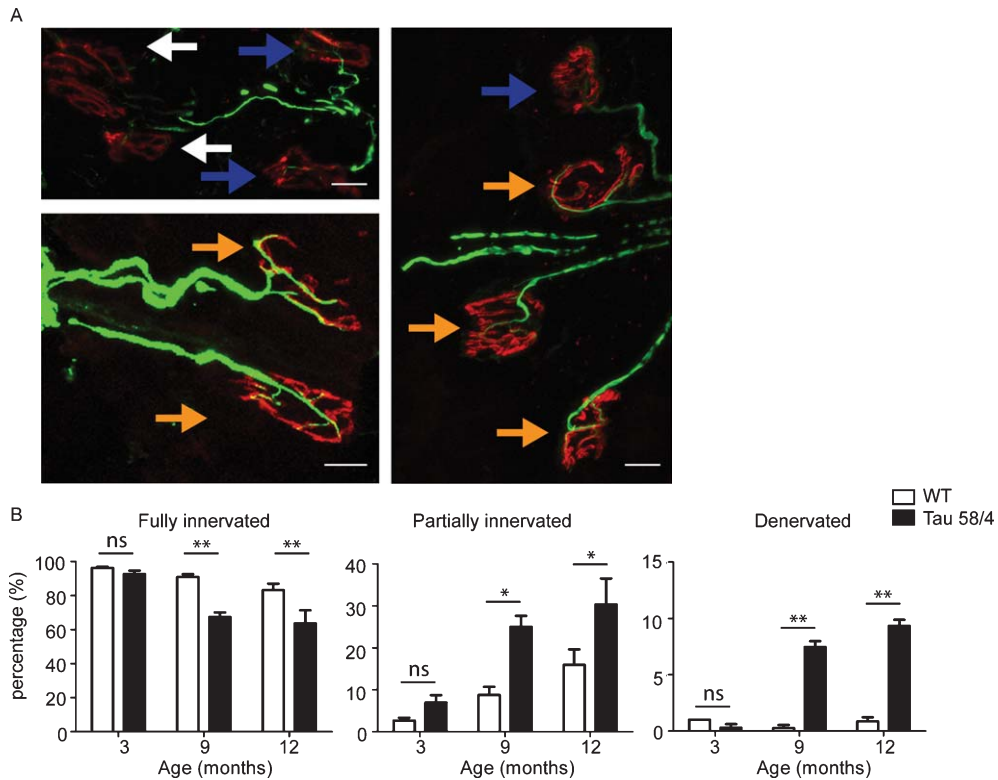 A
B
WT
Tau 58/4
Fully innervated
Partially innervated
Denervated
percentage (%)
100
80
60
40
20
0
ns
**
**
3
9
12
Age (months)
40
30
20
10
0
ns
*
*
3
9
12
Age (months)
15
10
5
0
ns
**
**
3
9
12
Age (months)